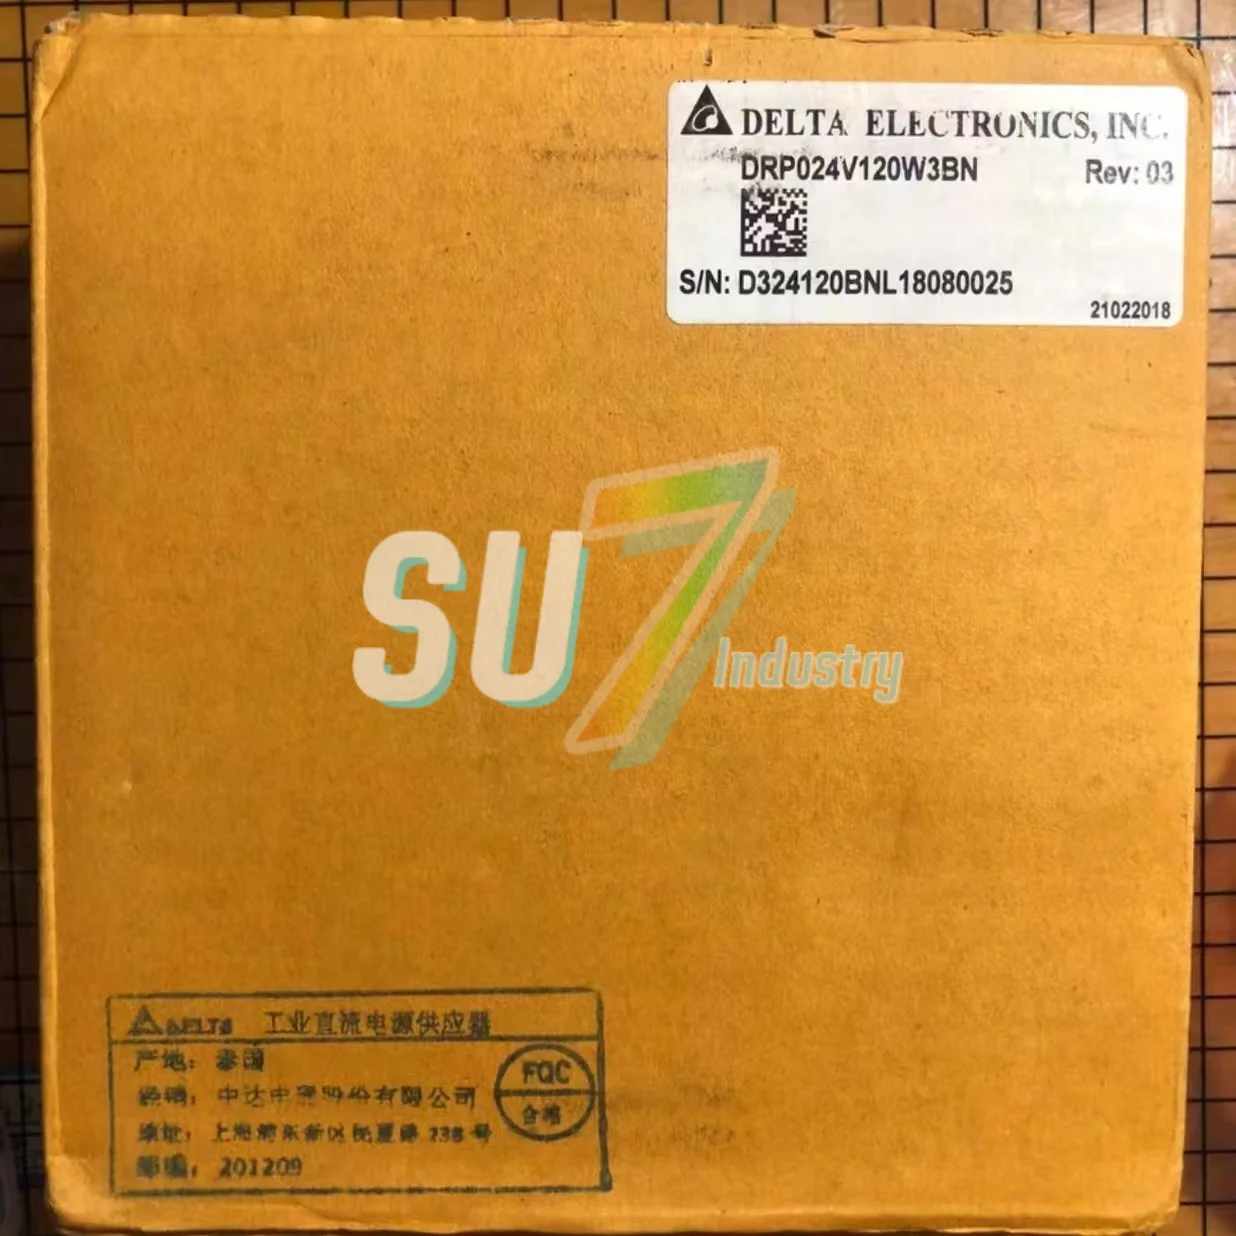 DELTA ELECTRONICS, INC.
DRP024V120W3BN Rev: 03
S/N: D324120BNL18080025
21022018
SU7
Industry
DELTA 工业直流电源供应器
产地: 泰国
FQC
经销: 中达电通股份有限公司
合格
地址: 上海浦东新区民夏路 238 号
邮编: 201209